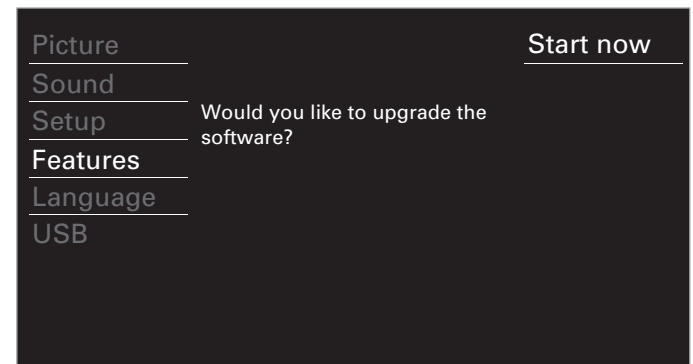 Picture
Sound
Setup
Features
Language
USB
Would you like to upgrade the
software?
Start now